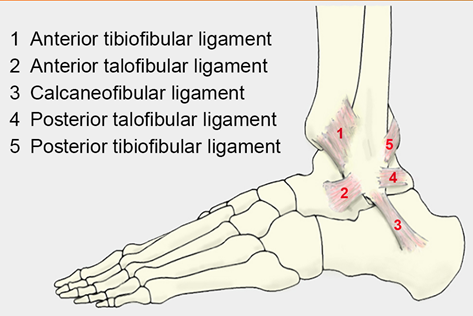 1 Anterior tibiofibular ligament
2 Anterior talofibular ligament
3 Calcaneofibular ligament
4 Posterior talofibular ligament
5 Posterior tibiofibular ligament
1
5
4
2
3